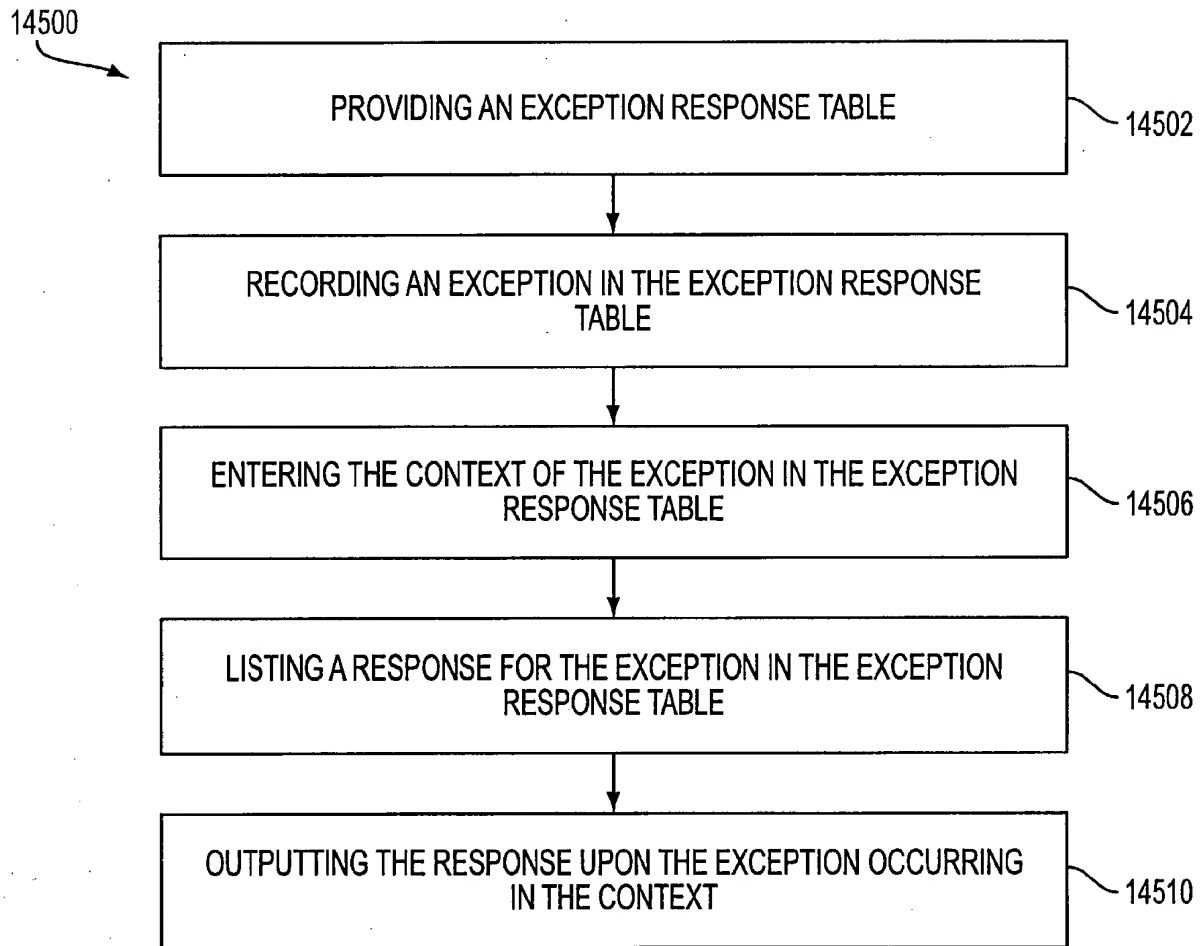 14500
PROVIDING AN EXCEPTION RESPONSE TABLE
14502
RECORDING AN EXCEPTION IN THE EXCEPTION RESPONSE
TABLE
14504
ENTERING THE CONTEXT OF THE EXCEPTION IN THE EXCEPTION
RESPONSE TABLE
14506
LISTING A RESPONSE FOR THE EXCEPTION IN THE EXCEPTION
RESPONSE TABLE
14508
OUTPUTTING THE RESPONSE UPON THE EXCEPTION OCCURRING
IN THE CONTEXT
14510